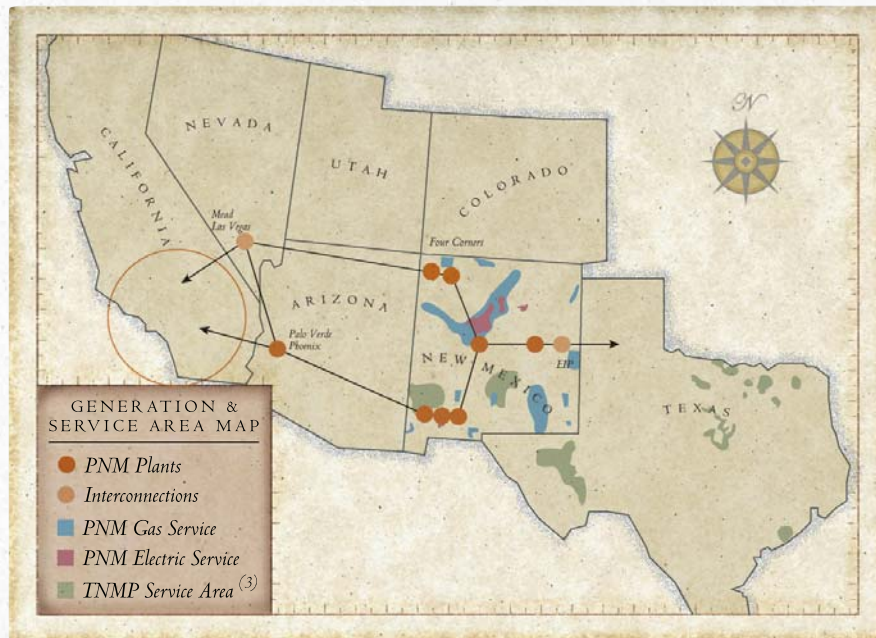 N
NEVADA
CALIFORNIA
UTAH
COLORADO
Mead
Las Vegas
Four Corners
ARIZONA
Palo Verde
Phoenix
NEW MEXICO
EIP
TEXAS
GENERATION &
SERVICE AREA MAP
PNM Plants
Interconnections
PNM Gas Service
PNM Electric Service
TNMP Service Area (3)